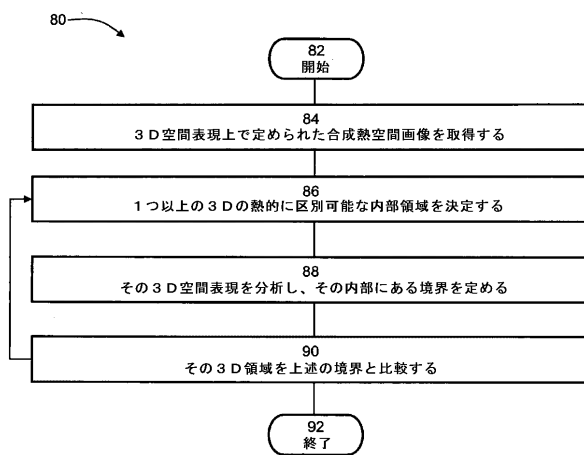 80
82
開始
84
3D空間表現上で定められた合成熱空間画像を取得する
86
1つ以上の3Dの熱的に区別可能な内部領域を決定する
88
その3D空間表現を分析し、その内部にある境界を定める
90
その3D領域を上述の境界と比較する
92
終了